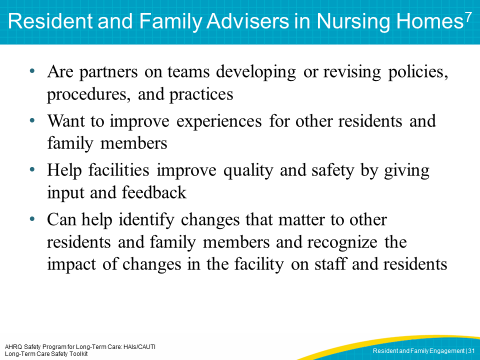 Resident and Family Advisers in Nursing Homes⁷
• Are partners on teams developing or revising policies,
procedures, and practices
• Want to improve experiences for other residents and
family members
• Help facilities improve quality and safety by giving
input and feedback
• Can help identify changes that matter to other
residents and family members and recognize the
impact of changes in the facility on staff and residents
AHRQ Safety Program for Long-Term Care: HAIs/CAUTI
Long-Term Care Safety Toolkit
Resident and Family Engagement | 31